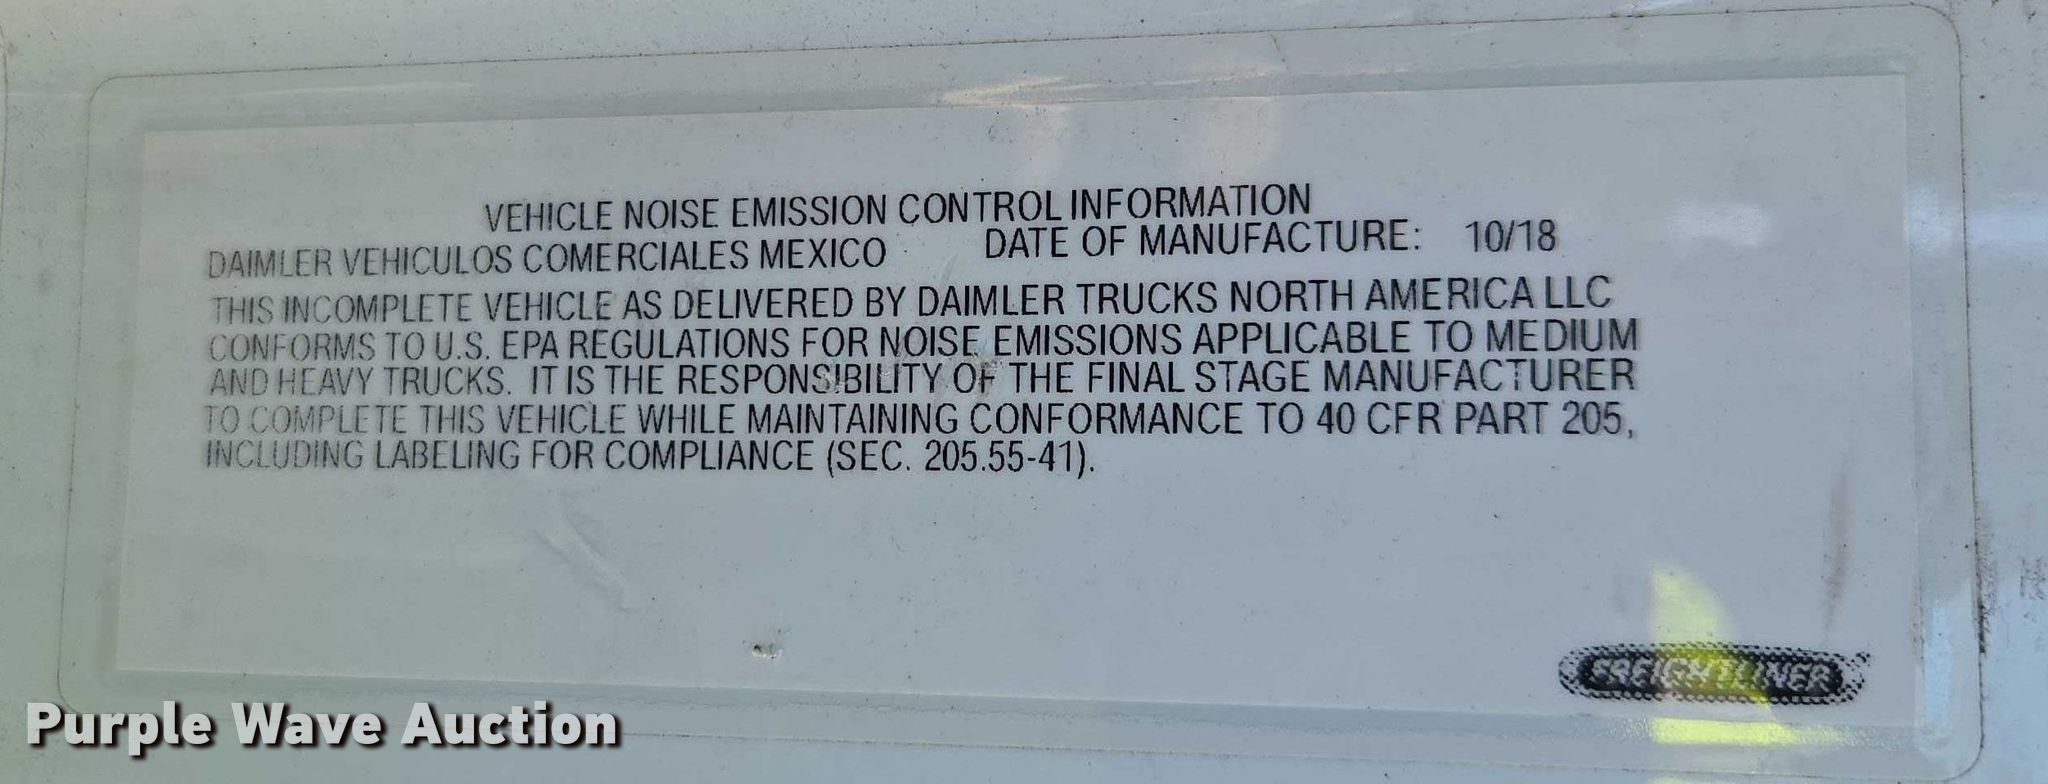 VEHICLE NOISE EMISSION CONTROL INFORMATION
DAIMLER VEHICULOS COMERCIALES MEXICO DATE OF MANUFACTURE: 10/18
THIS INCOMPLETE VEHICLE AS DELIVERED BY DAIMLER TRUCKS NORTH AMERICA LLC
CONFORMS TO U.S. EPA REGULATIONS FOR NOISE EMISSIONS APPLICABLE TO MEDIUM
AND HEAVY TRUCKS. IT IS THE RESPONSIBILITY OF THE FINAL STAGE MANUFACTURER
TO COMPLETE THIS VEHICLE WHILE MAINTAINING CONFORMANCE TO 40 CFR PART 205,
INCLUDING LABELING FOR COMPLIANCE (SEC. 205.55-41).
FREIGHTLINER
Purple Wave Auction